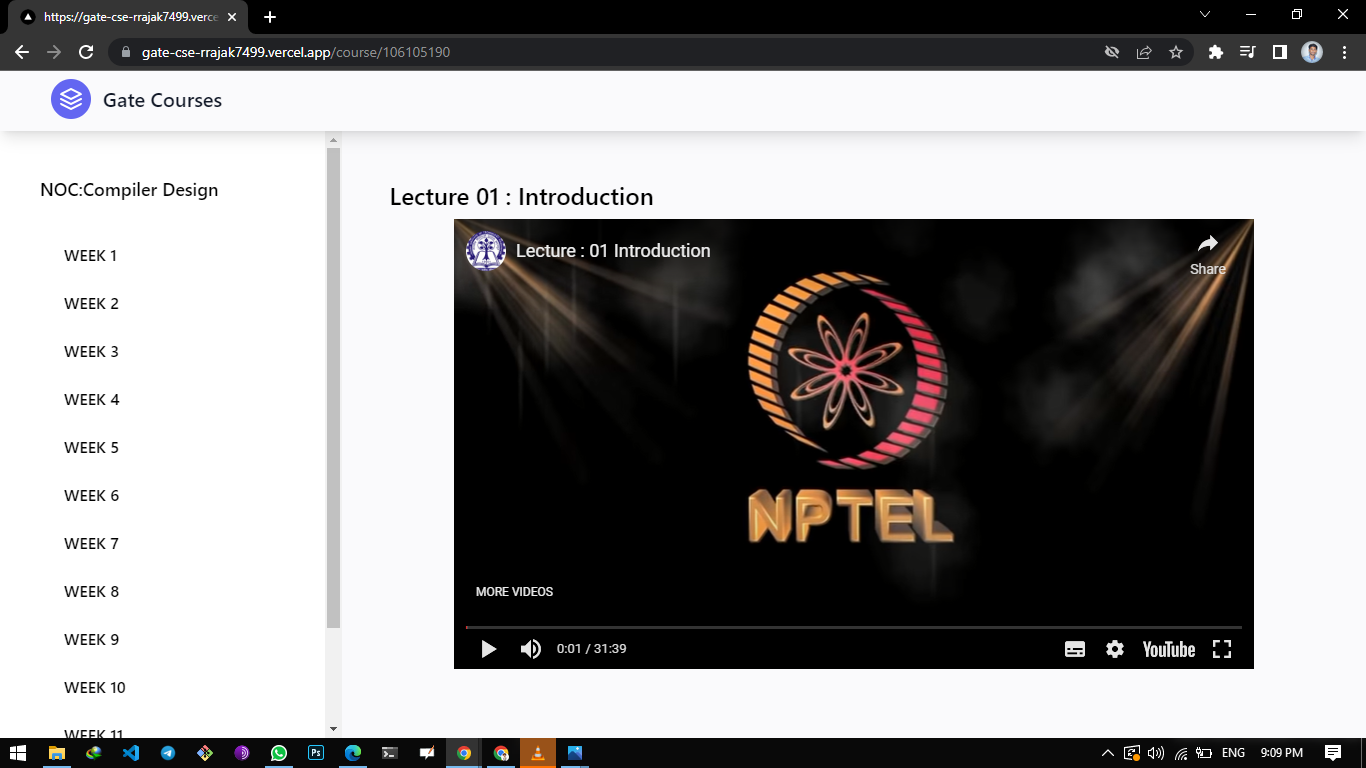 https://gate-cse-rrajak7499.verce
gate-cse-rrajak7499.vercel.app/course/106105190
Gate Courses
NOC:Compiler Design
WEEK 1
WEEK 2
WEEK 3
WEEK 4
WEEK 5
WEEK 6
WEEK 7
WEEK 8
WEEK 9
WEEK 10
WEEK 11
Lecture 01 : Introduction
Lecture : 01 Introduction
Share
NPTEL
MORE VIDEOS
0:01 / 31:39
YouTube
Ps
ENG
9:09 PM